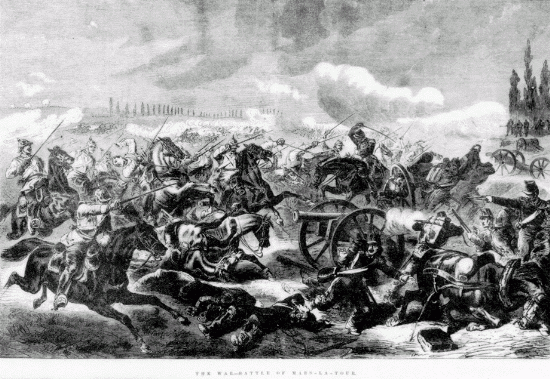 THE WAR—BATTLE OF MARS-LA-TOUR.